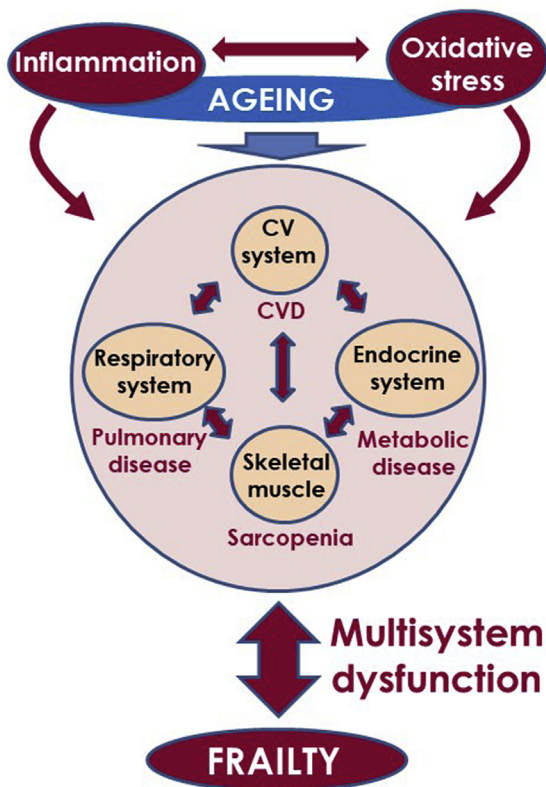 Inflammation
Oxidative
stress
AGEING
CV
system
CVD
Respiratory
system
Endocrine
system
Pulmonary
disease
Metabolic
disease
Skeletal
muscle
Sarcopenia
Multisystem
dysfunction
FRAILTY